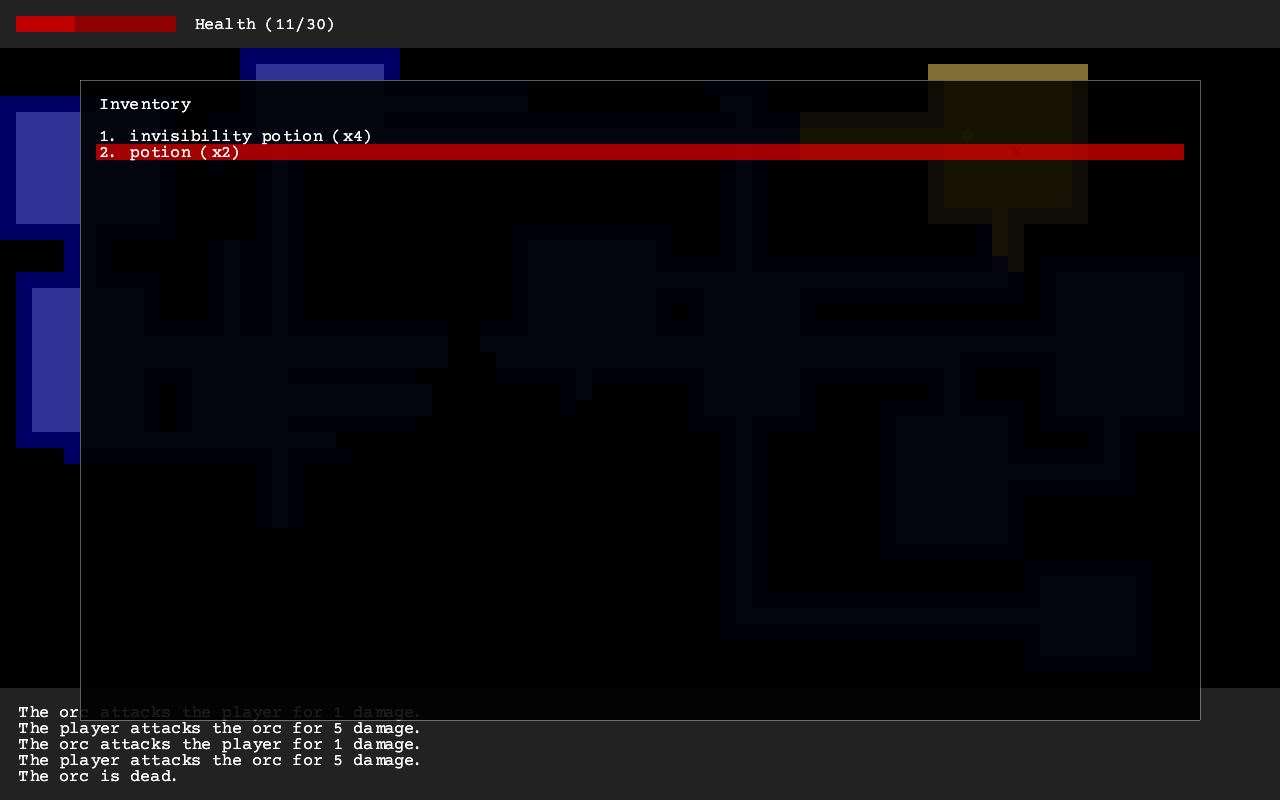 Health (11/30)
Inventory
1. invisibility potion (x4)
2. potion (x2)
The orc attacks the player for 1 damage.
The player attacks the orc for 5 damage.
The orc attacks the player for 1 damage.
The player attacks the orc for 5 damage.
The orc is dead.